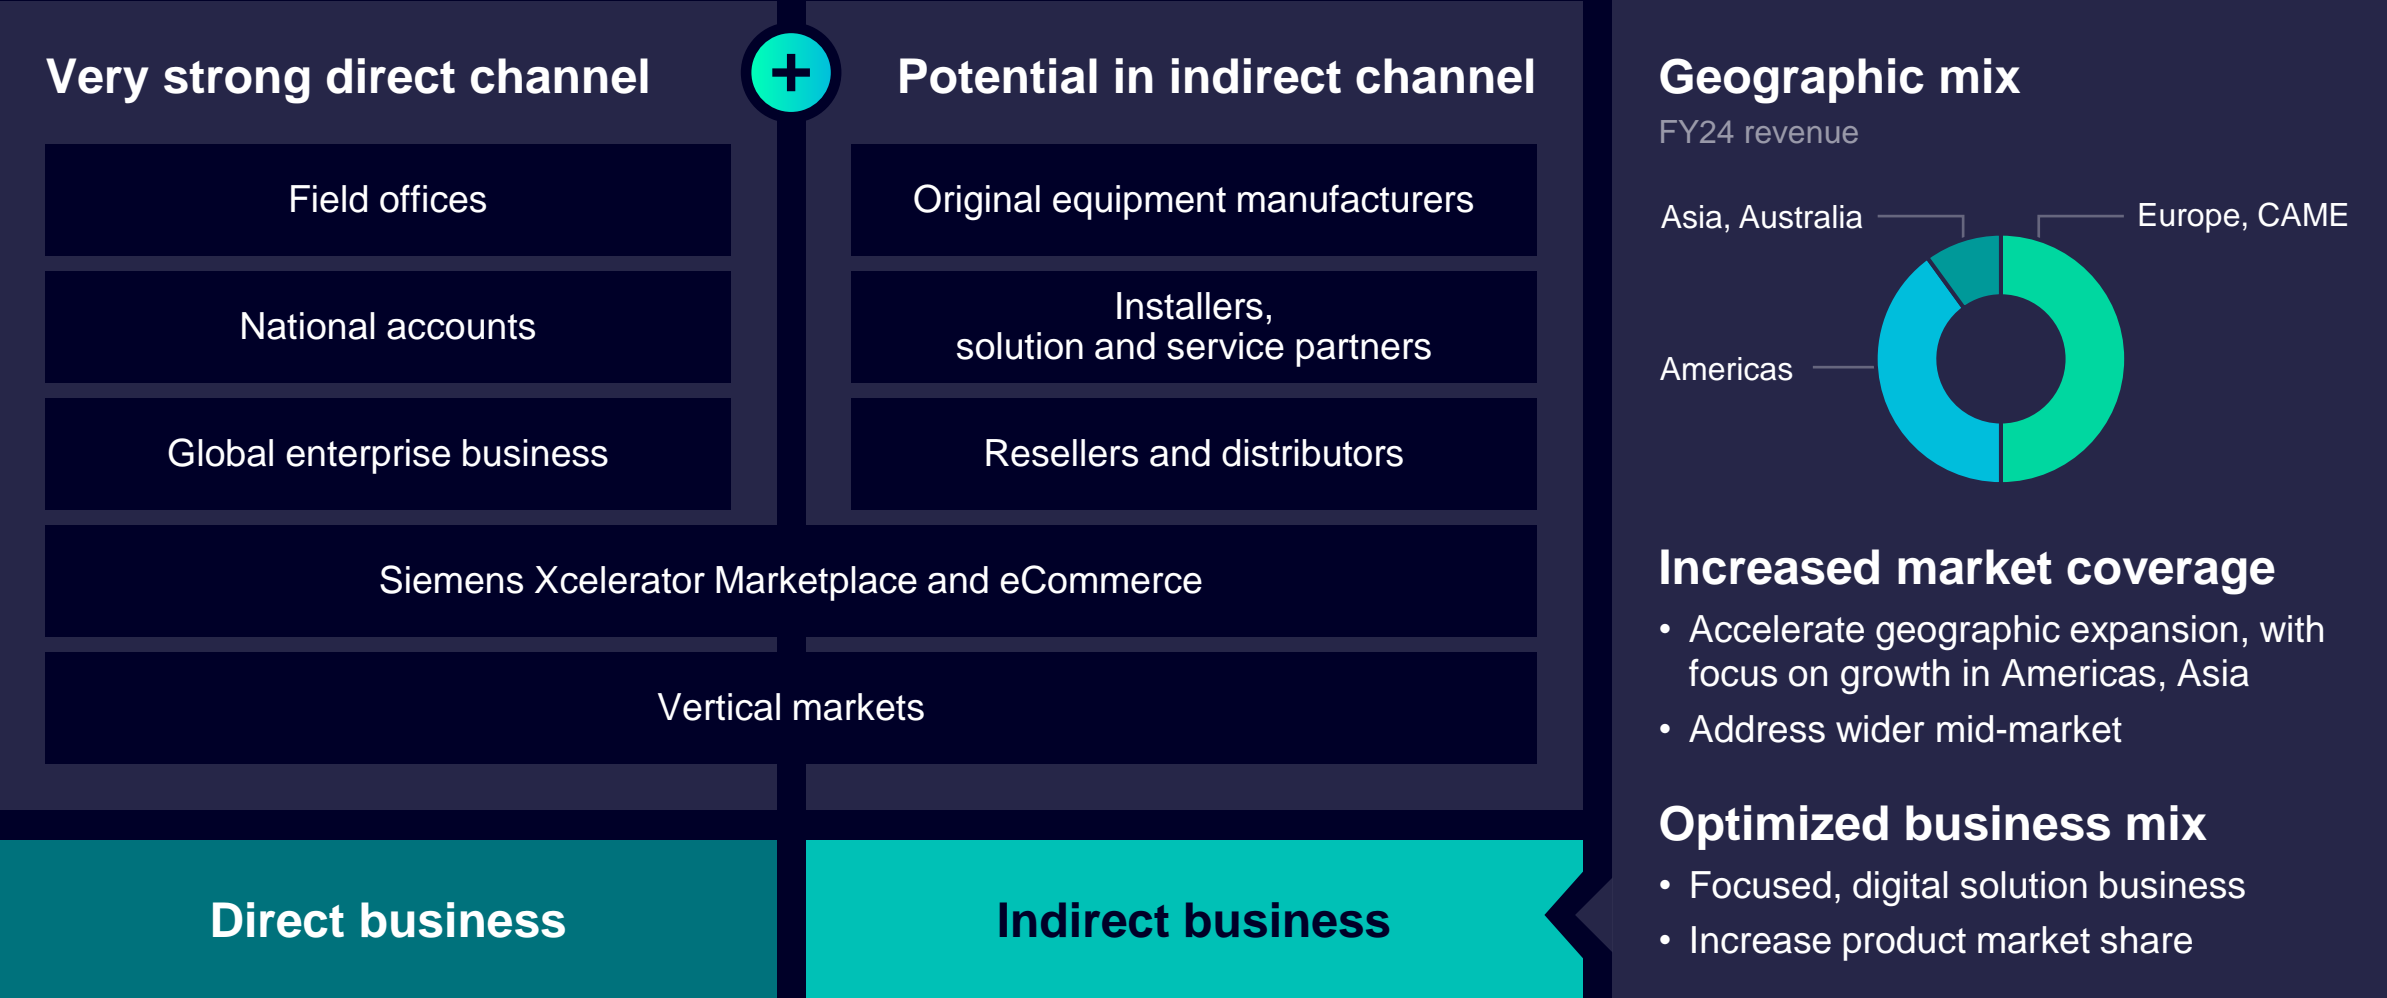 Very strong direct channel
+
Potential in indirect channel
Field offices
National accounts
Global enterprise business
Original equipment manufacturers
Installers,
solution and service partners
Resellers and distributors
Siemens Xcelerator Marketplace and eCommerce
Vertical markets
Direct business
Indirect business
Geographic mix
FY24 revenue
Asia, Australia
Europe, CAME
Americas
Increased market coverage
• Accelerate geographic expansion, with
focus on growth in Americas, Asia
• Address wider mid-market
Optimized business mix
• Focused, digital solution business
• Increase product market share